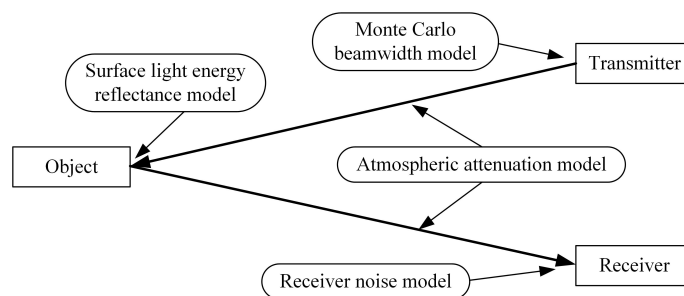 Monte Carlo
beamwidth model
Transmitter
Surface light energy
reflectance model
Object
Atmospheric attenuation model
Receiver
Receiver noise model